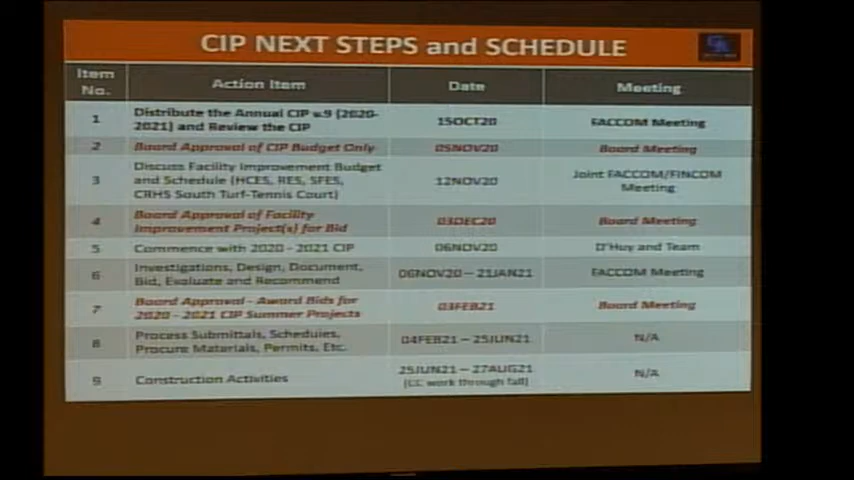 CIP NEXT STEPS and SCHEDULE
Item No. Action Item Date Meeting
1 Distribute the Annual CIP v.9 (2020-
2021) and Review the CIP 15OCT20 FACCOM Meeting
2 Board Approval of CIP Budget Only 05NOV20 Board Meeting
3 Discuss Facility Improvement Budget
and Schedule (HCES, RES, SFES,
CRHS South Turf-Tennis Court) 12NOV20 Joint FACCOM/FINCOM
Meeting
4 Board Approval of Facility
Improvement Project(s) for Bid 03DEC20 Board Meeting
5 Commence with 2020 - 2021 CIP 06NOV20 D'Huy and Team
6 Investigations, Design, Document,
Bid, Evaluate and Recommend 06NOV20 – 21JAN21 FACCOM Meeting
7 Board Approval - Award Bids for
2020 - 2021 CIP Summer Projects 03FEB21 Board Meeting
8 Process Submittals, Schedules,
Procure Materials, Permits, Etc. 04FEB21 – 25JUN21 N/A
9 Construction Activities 25JUN21 – 27AUG21
(CC work through fall) N/A